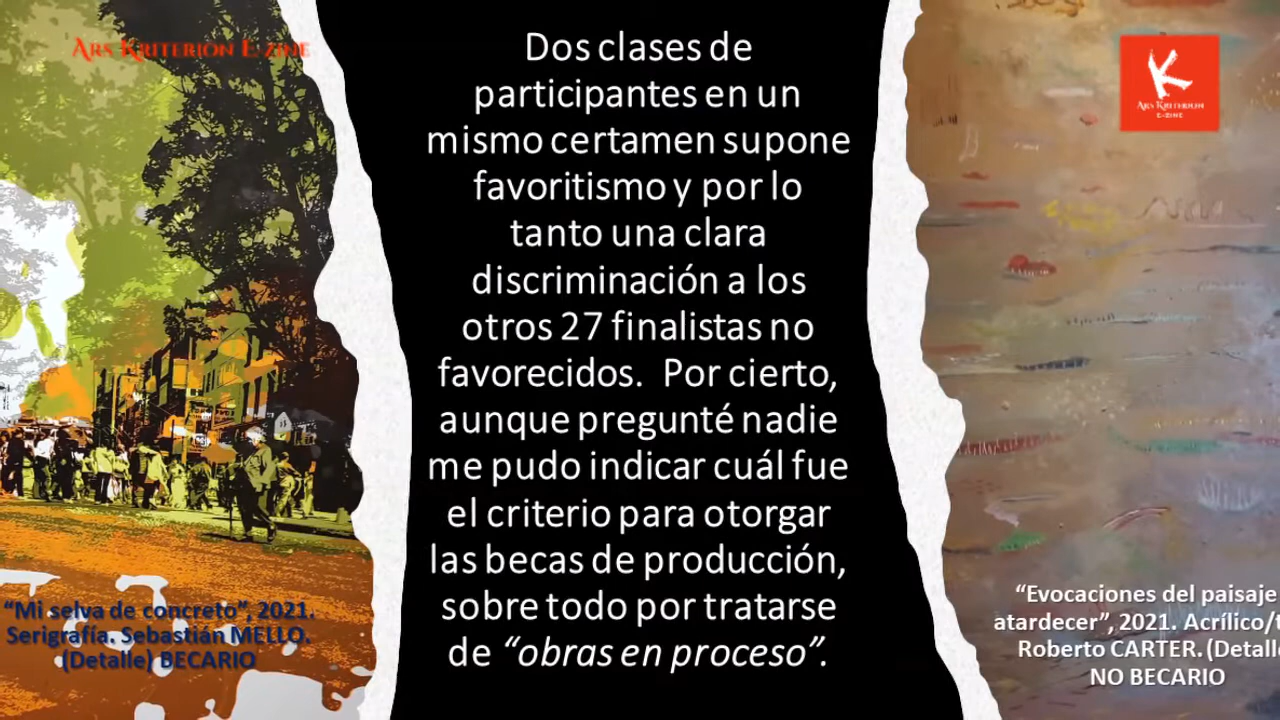 ARS KRITERION E-ZINE
Dos clases de
participantes en un
mismo certamen supone
favoritismo y por lo
tanto una clara
discriminación a los
otros 27 finalistas no
favorecidos. Por cierto,
aunque pregunté nadie
me pudo indicar cuál fue
el criterio para otorgar
las becas de producción,
sobre todo por tratarse
de “obras en proceso”.
K
ARS KRITERION
E-ZINE
“Mi selva de concreto”, 2021.
Serigrafía. Sebastián MELLO.
(Detalle) BECARIO
“Evocaciones del paisaje
atardecer”, 2021. Acrílico/t
Roberto CARTER. (Detalle
NO BECARIO